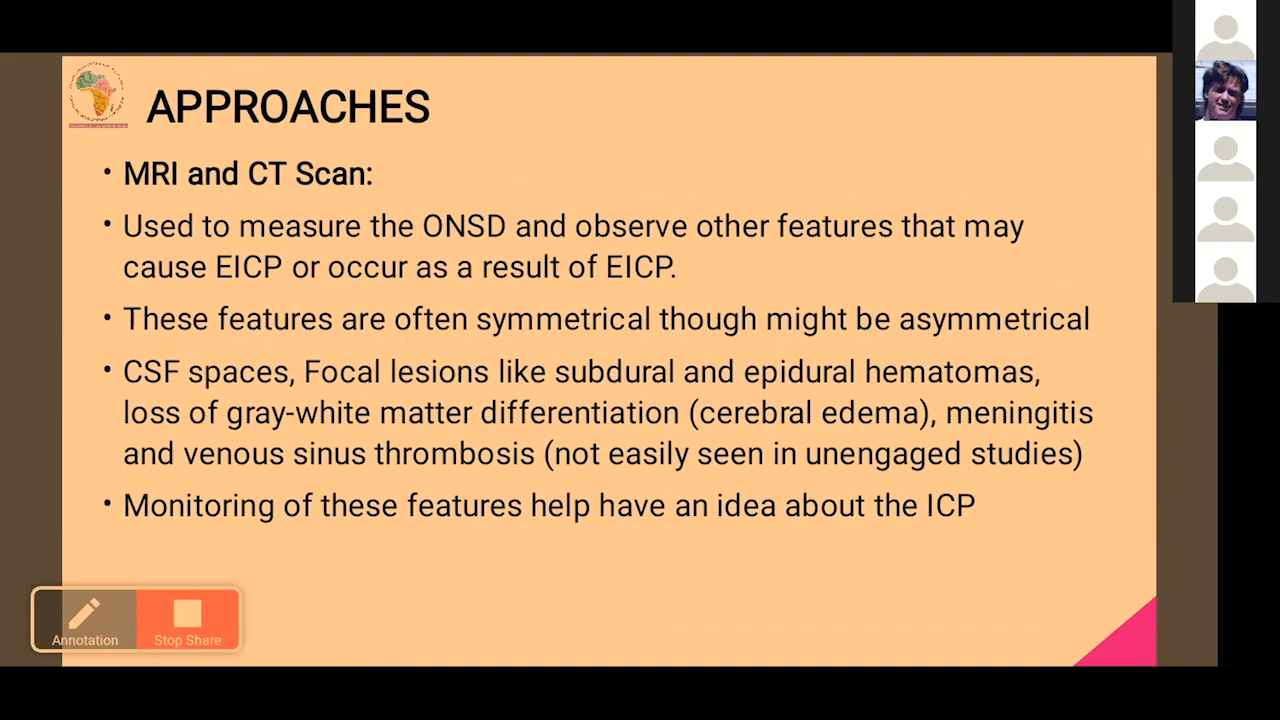 APPROACHES
• MRI and CT Scan:
• Used to measure the ONSD and observe other features that may
cause EICP or occur as a result of EICP.
• These features are often symmetrical though might be asymmetrical
• CSF spaces, Focal lesions like subdural and epidural hematomas,
loss of gray-white matter differentiation (cerebral edema), meningitis
and venous sinus thrombosis (not easily seen in unengaged studies)
• Monitoring of these features help have an idea about the ICP
Annotation
Stop Share